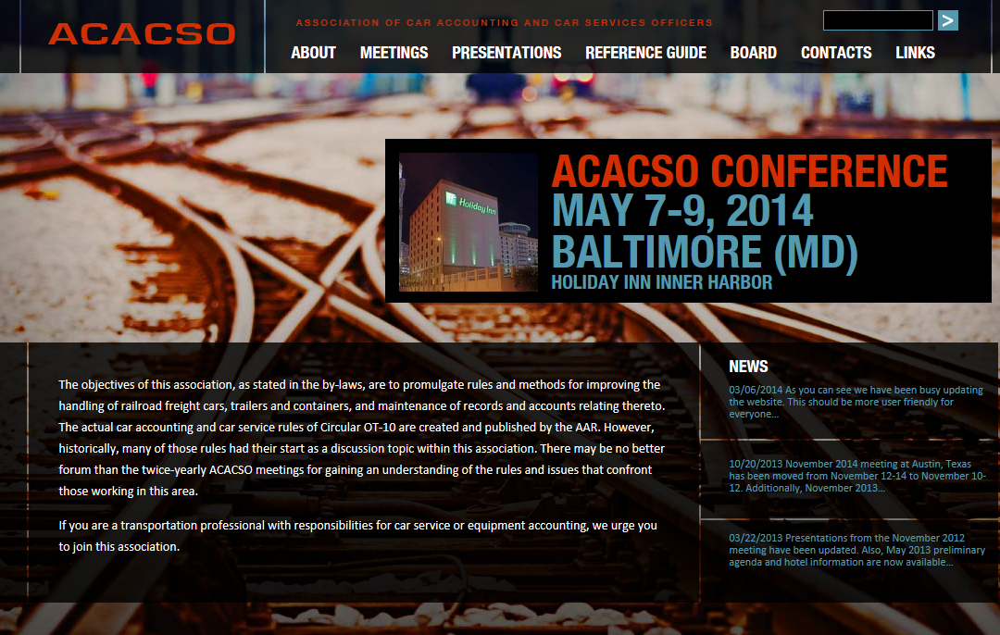 ACACSO
ASSOCIATION OF CAR ACCOUNTING AND CAR SERVICES OFFICERS
>
ABOUT MEETINGS PRESENTATIONS REFERENCE GUIDE BOARD CONTACTS LINKS
Holiday Inn
ACACSO CONFERENCE
MAY 7-9, 2014
BALTIMORE (MD)
HOLIDAY INN INNER HARBOR
The objectives of this association, as stated in the by-laws, are to promulgate rules and methods for improving the
handling of railroad freight cars, trailers and containers, and maintenance of records and accounts relating thereto.
The actual car accounting and car service rules of Circular OT-10 are created and published by the AAR. However,
historically, many of those rules had their start as a discussion topic within this association. There may be no better
forum than the twice-yearly ACACSO meetings for gaining an understanding of the rules and issues that confront
those working in this area.
If you are a transportation professional with responsibilities for car service or equipment accounting, we urge you
to join this association.
NEWS
03/06/2014 As you can see we have been busy updating
the website. This should be more user friendly for
everyone...
10/20/2013 November 2014 meeting at Austin, Texas
has been moved from November 12-14 to November 10-
12. Additionally, November 2013...
03/22/2013 Presentations from the November 2012
meeting have been updated. Also, May 2013 preliminary
agenda and hotel information are now available...